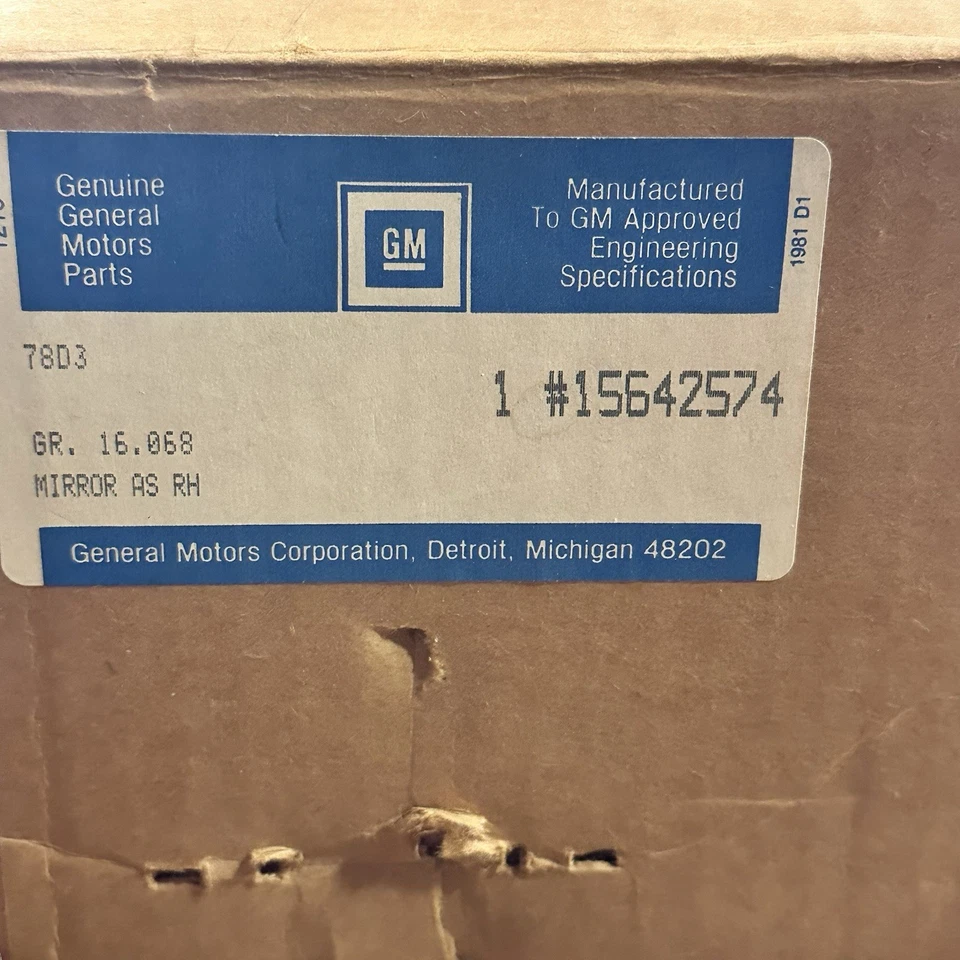 Genuine
General
Motors
Parts
GM
Manufactured
To GM Approved
Engineering
Specifications
1981 D1
78D3
1 #15642574
GR. 16.068
MIRROR AS RH
General Motors Corporation, Detroit, Michigan 48202